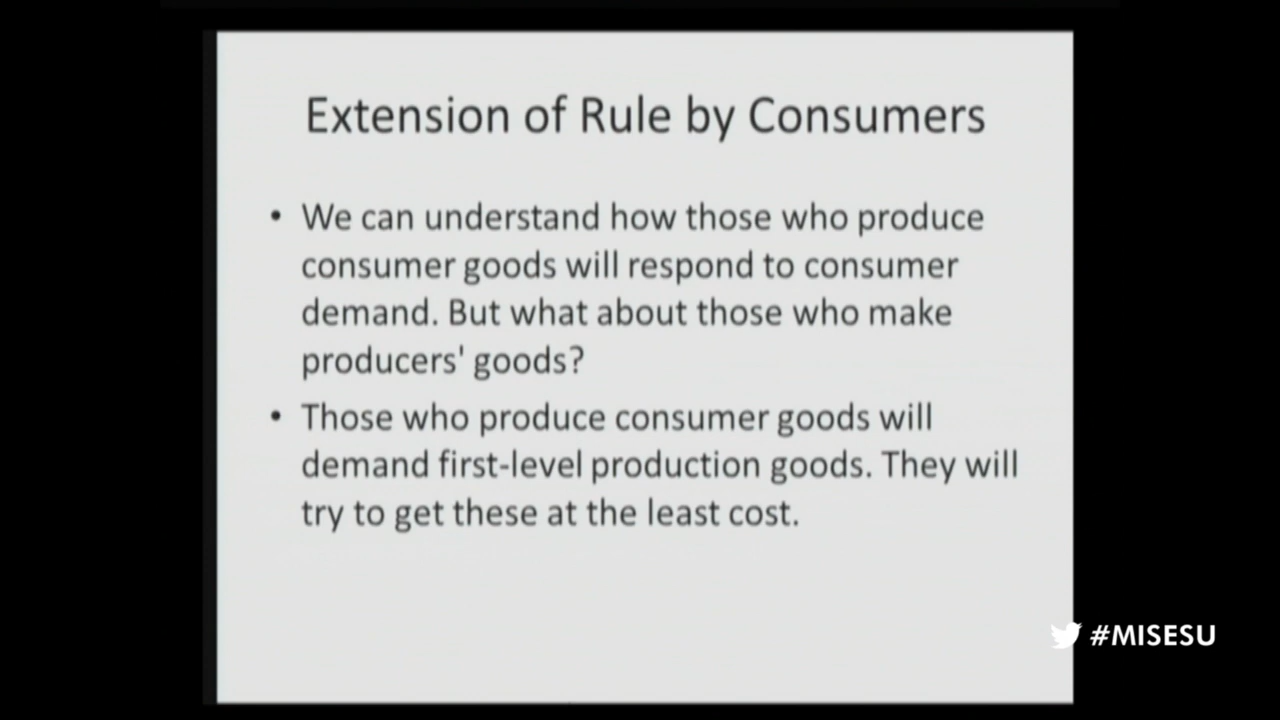 Extension of Rule by Consumers
• We can understand how those who produce
consumer goods will respond to consumer
demand. But what about those who make
producers' goods?
• Those who produce consumer goods will
demand first-level production goods. They will
try to get these at the least cost.
#MISESU